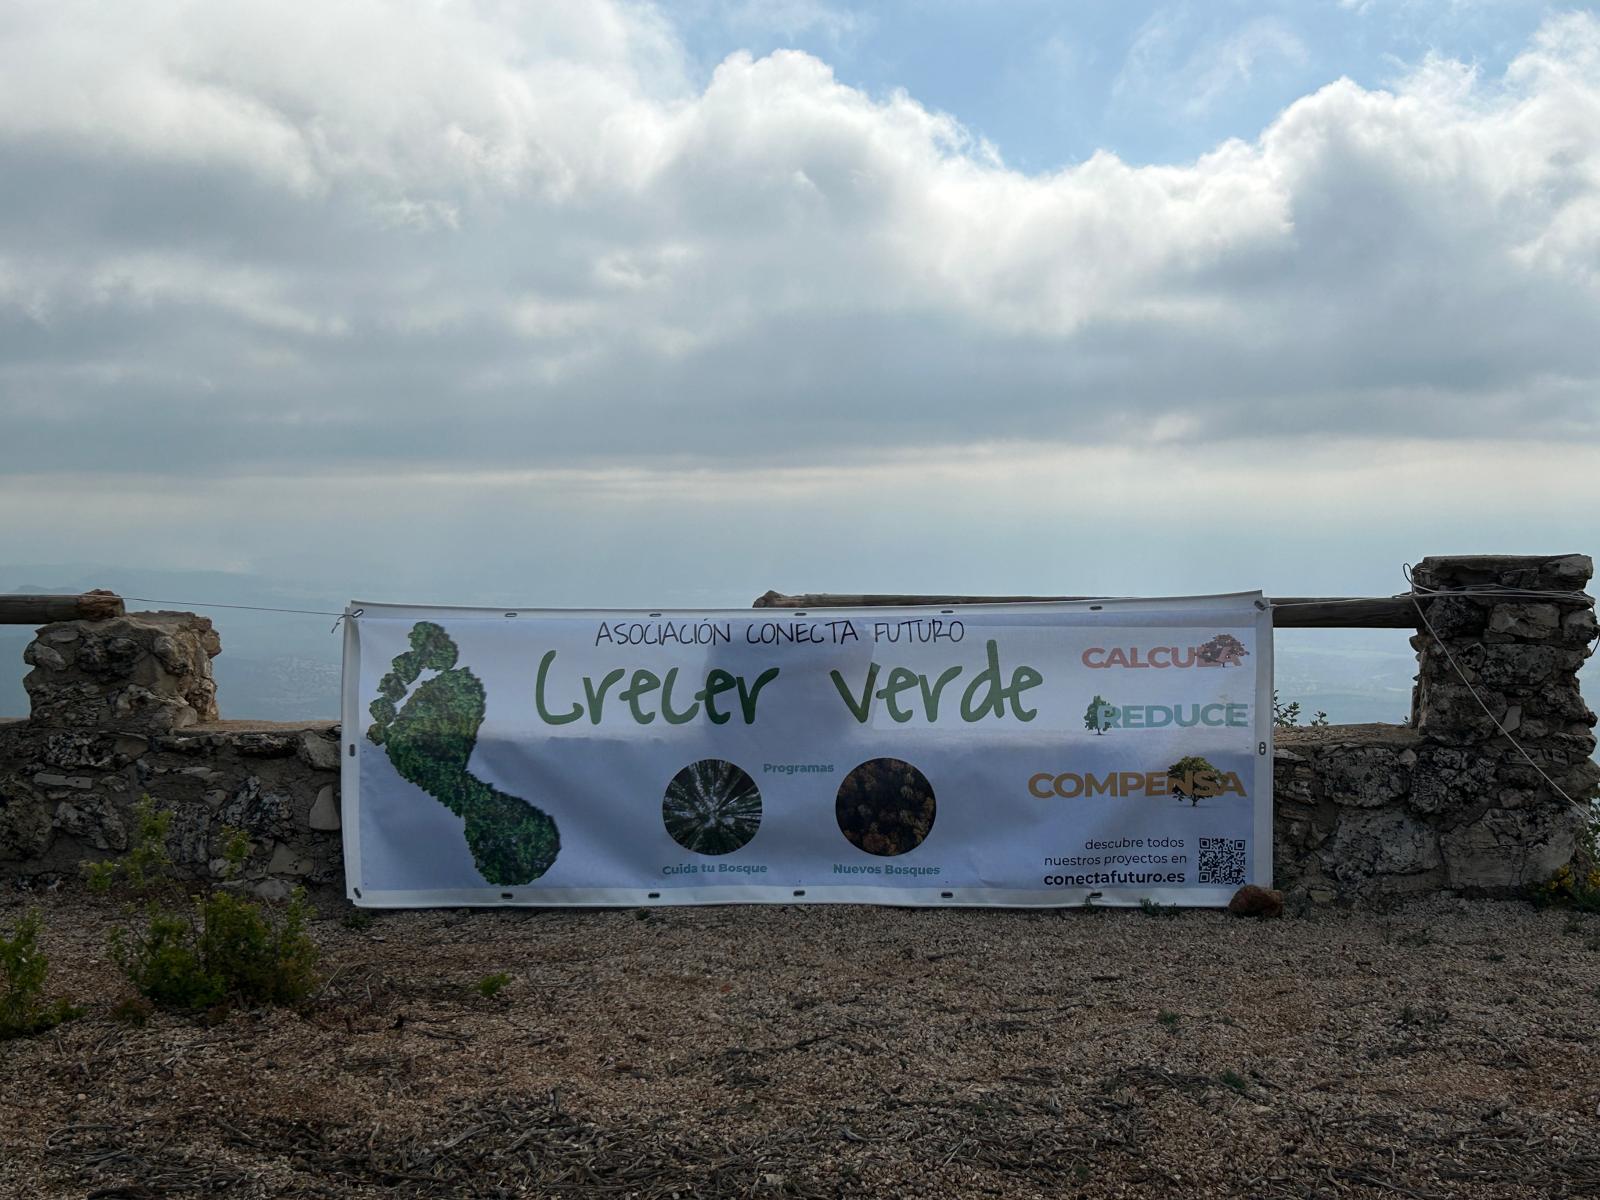 ASOCIACIÓN CONECTA FUTURO
Crecer verde
Programas
Cuida tu Bosque
Nuevos Bosques
CALCULA
REDUCE
COMPENSA
descubre todos
nuestros proyectos en
conectafuturo.es